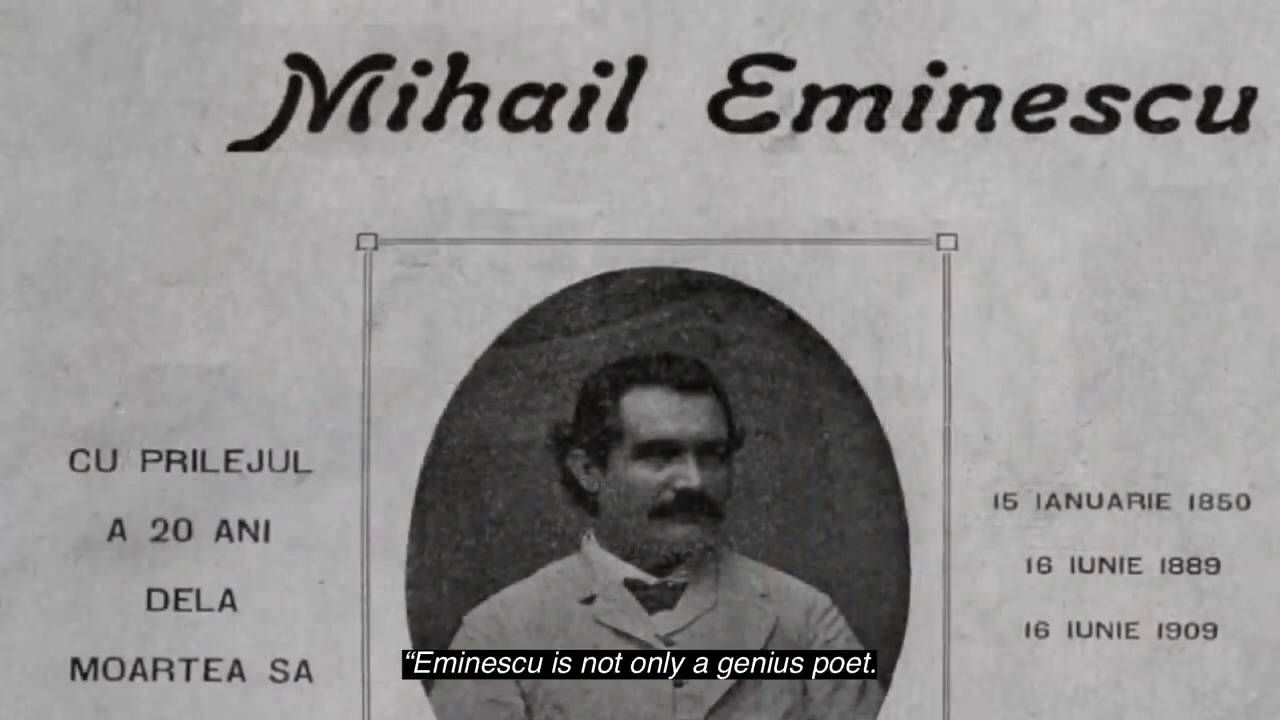 Mihail Eminescu
CU PRILEJUL
A 20 ANI
DELA
MOARTEA SA
15 IANUARIE 1850
16 IUNIE 1889
16 IUNIE 1909
“Eminescu is not only a genius poet.